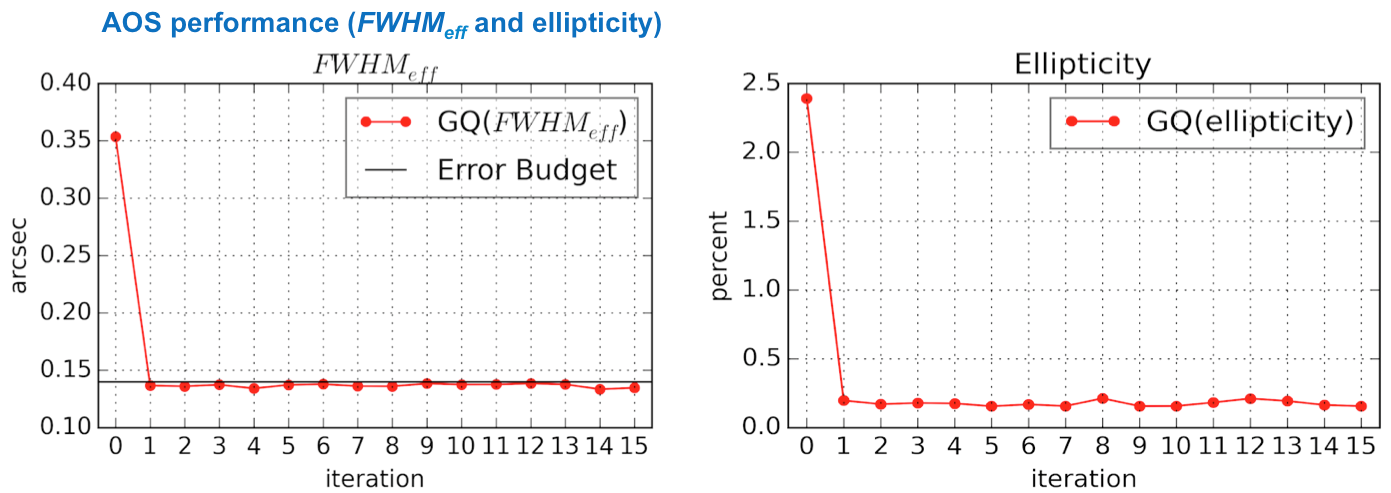 AOS performance (FWHMeff and ellipticity)
FWHMeff
0.40
0.35
0.30
0.25
0.20
0.15
0.10
arcsec
GQ(FWHMeff)
Error Budget
0 1 2 3 4 5 6 7 8 9 10 11 12 13 14 15
iteration
Ellipticity
2.5
2.0
1.5
1.0
0.5
0.0
percent
GQ(ellipticity)
0 1 2 3 4 5 6 7 8 9 10 11 12 13 14 15
iteration